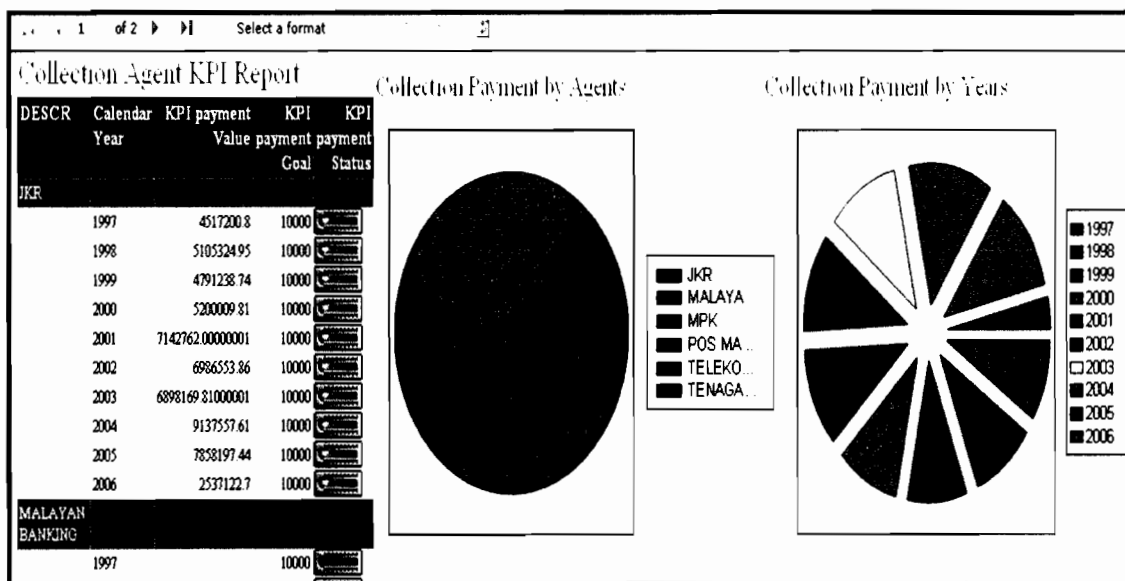 1 of 2 Select a format
Collection Agent KPI Report
DESCR Calendar Year KPI payment Value KPI payment Goal KPI payment Status
JKR
1997 4517200.8 10000
1998 5105324.95 10000
1999 4791238.74 10000
2000 5200009.81 10000
2001 7142762.00000001 10000
2002 6986553.86 10000
2003 6898169.81000001 10000
2004 9137557.61 10000
2005 7858197.44 10000
2006 2537122.7 10000
MALAYAN
BANKING
1997 10000
Collection Payment by Agents
JKR
MALAYA
MPK
POS MA...
TELEKO...
TENAGA...
Collection Payment by Years
1997
1998
1999
2000
2001
2002
2003
2004
2005
2006